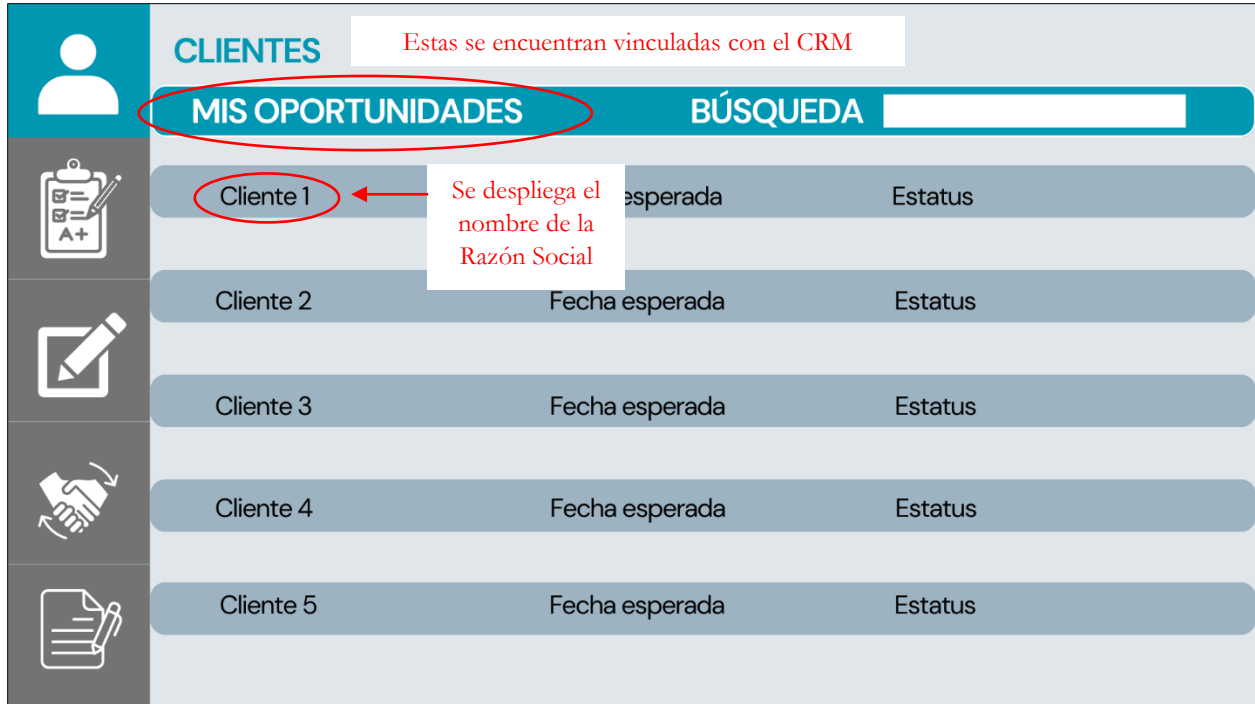 CLIENTES
Estas se encuentran vinculadas con el CRM
MIS OPORTUNIDADES
BÚSQUEDA
Cliente 1
Se despliega el
nombre de la
Razón Social
esperada
Estatus
Cliente 2
Fecha esperada
Estatus
Cliente 3
Fecha esperada
Estatus
Cliente 4
Fecha esperada
Estatus
Cliente 5
Fecha esperada
Estatus
A+